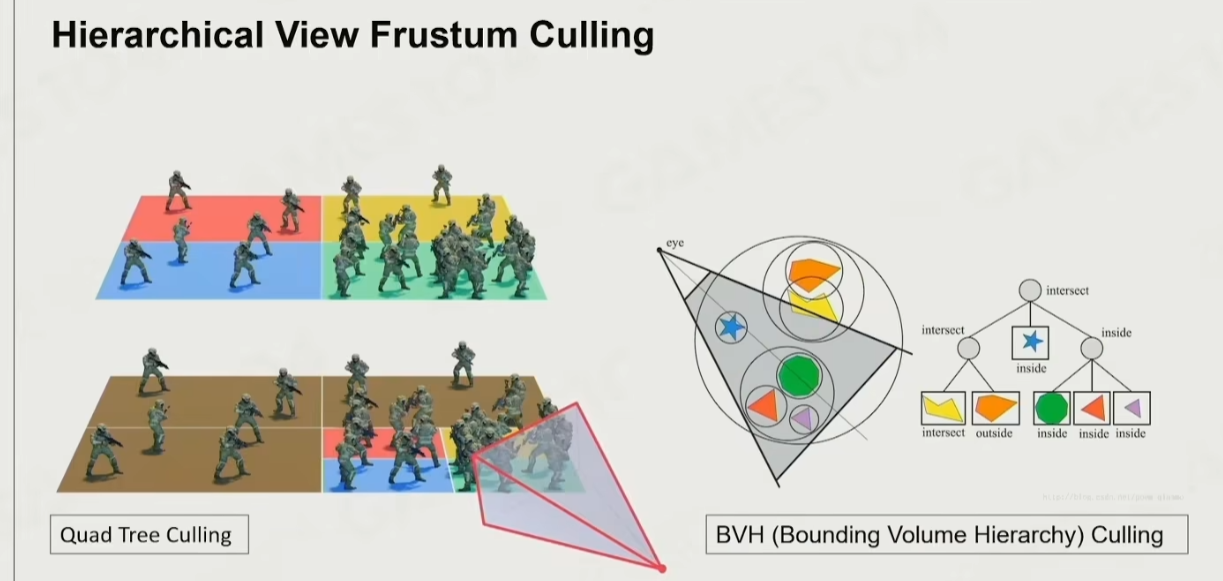 Hierarchical View Frustum Culling
eye
intersect
intersect
inside
inside
intersect outside inside inside inside
Quad Tree Culling
BVH (Bounding Volume Hierarchy) Culling
GAMES104